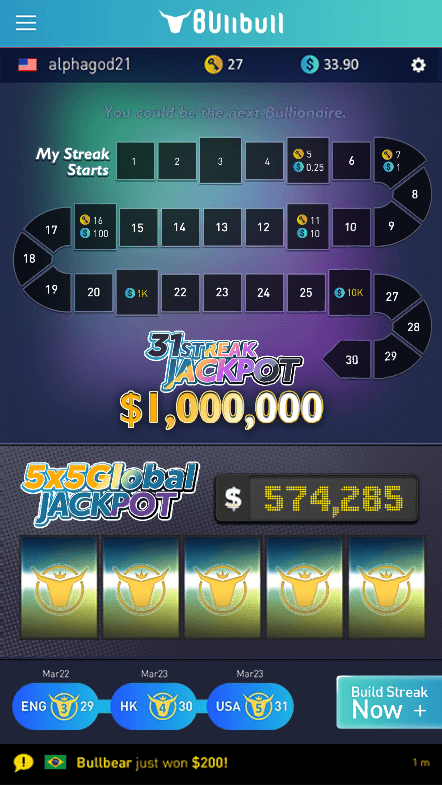 BUllbull
alphagod21 27 $ 33.90
You could be the next Bullionaire.
My Streak
Starts
1 2 3 4 5 $ 0.25 6 7 $ 1
8
17 16 $ 100 15 14 13 12 11 $ 10 10 9
18
19 20 $ 1K 22 23 24 25 $ 10K 27
28
30 29
31STREAK
JACKPOT
$1,000,000
5x5Global
JACKPOT
$ 574,285
Mar22 Mar23 Mar23
ENG 3 29 HK 4 30 USA 5 31
Build Streak
Now +
! Bullbear just won $200! 1 m